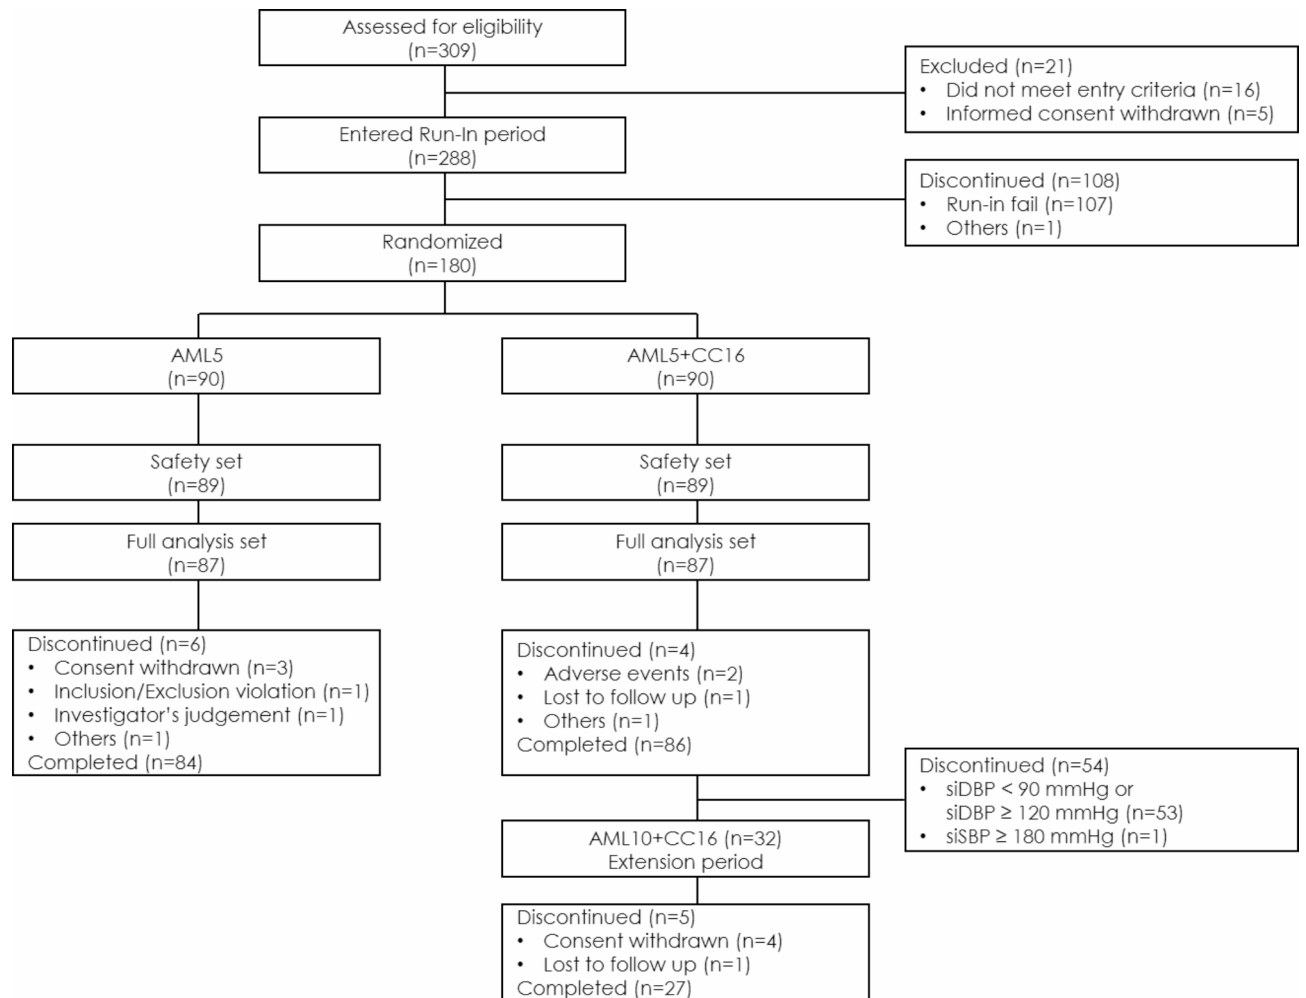 Assessed for eligibility
(n=309)
Excluded (n=21)
• Did not meet entry criteria (n=16)
• Informed consent withdrawn (n=5)
Entered Run-In period
(n=288)
Discontinued (n=108)
• Run-in fail (n=107)
• Others (n=1)
Randomized
(n=180)
AML5
(n=90)
AML5+CC16
(n=90)
Safety set
(n=89)
Safety set
(n=89)
Full analysis set
(n=87)
Full analysis set
(n=87)
Discontinued (n=6)
• Consent withdrawn (n=3)
• Inclusion/Exclusion violation (n=1)
• Investigator's judgement (n=1)
• Others (n=1)
Completed (n=84)
Discontinued (n=4)
• Adverse events (n=2)
• Lost to follow up (n=1)
• Others (n=1)
Completed (n=86)
Discontinued (n=54)
• siDBP < 90 mmHg or
siDBP ≥ 120 mmHg (n=53)
• siSBP ≥ 180 mmHg (n=1)
AML10+CC16 (n=32)
Extension period
Discontinued (n=5)
• Consent withdrawn (n=4)
• Lost to follow up (n=1)
Completed (n=27)